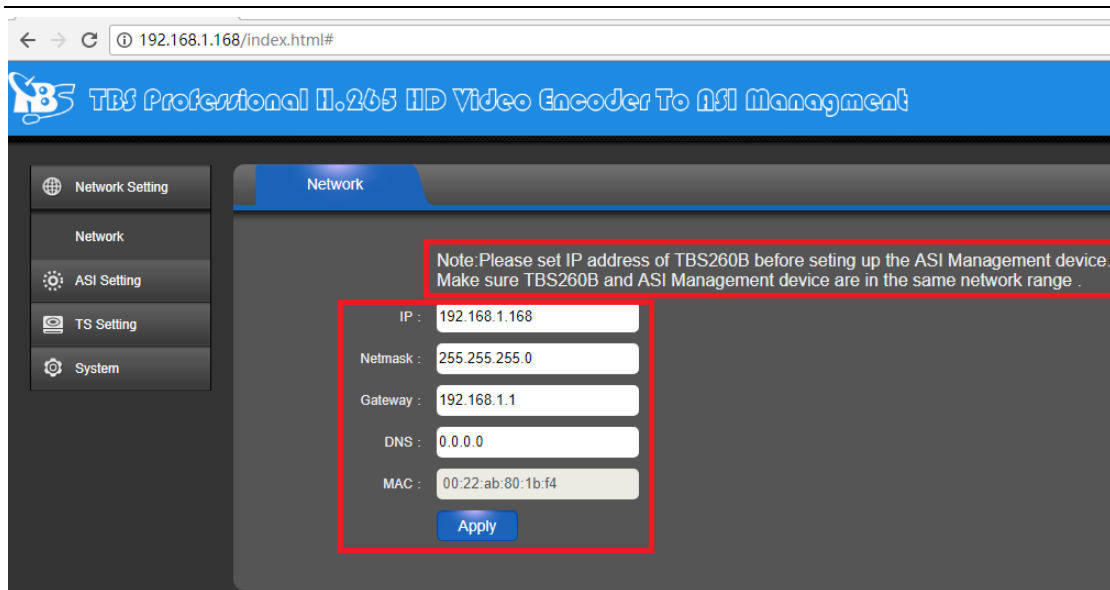 192.168.1.168/index.html#
TBS TBS Professional H.265 HD Video Encoder To ASI Managment
Network Setting
Network
Network
ASI Setting
TS Setting
System
Note:Please set IP address of TBS260B before seting up the ASI Management device.
Make sure TBS260B and ASI Management device are in the same network range .
IP : 192.168.1.168
Netmask : 255.255.255.0
Gateway : 192.168.1.1
DNS : 0.0.0.0
MAC : 00:22:ab:80:1b:f4
Apply